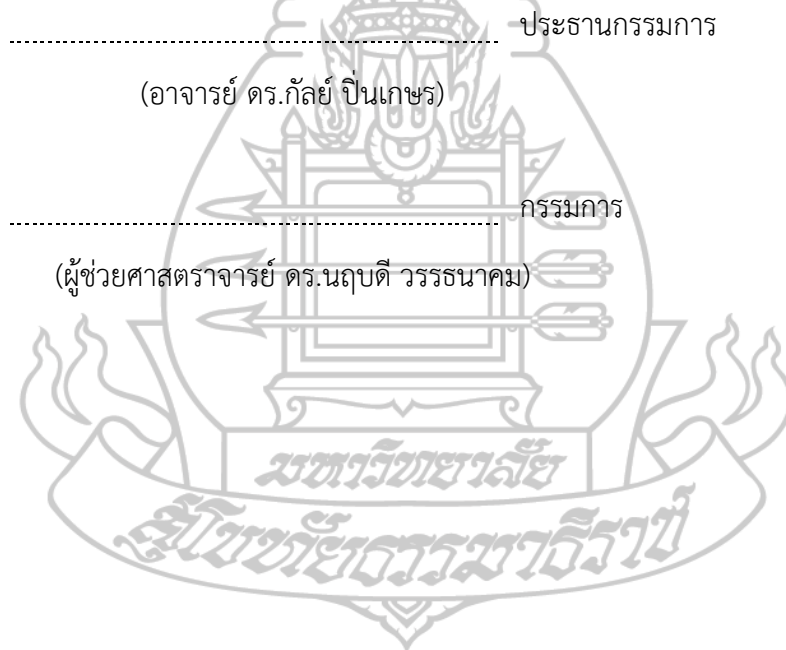 ประธานกรรมการ
(อาจารย์ ดร.กัลย์ ปิ่นเกษร)
กรรมการ
(ผู้ช่วยศาสตราจารย์ ดร.นฤบดี วรรธนาคม)
มหาวิทยาลัย
สุโขทัยธรรมาธิราช